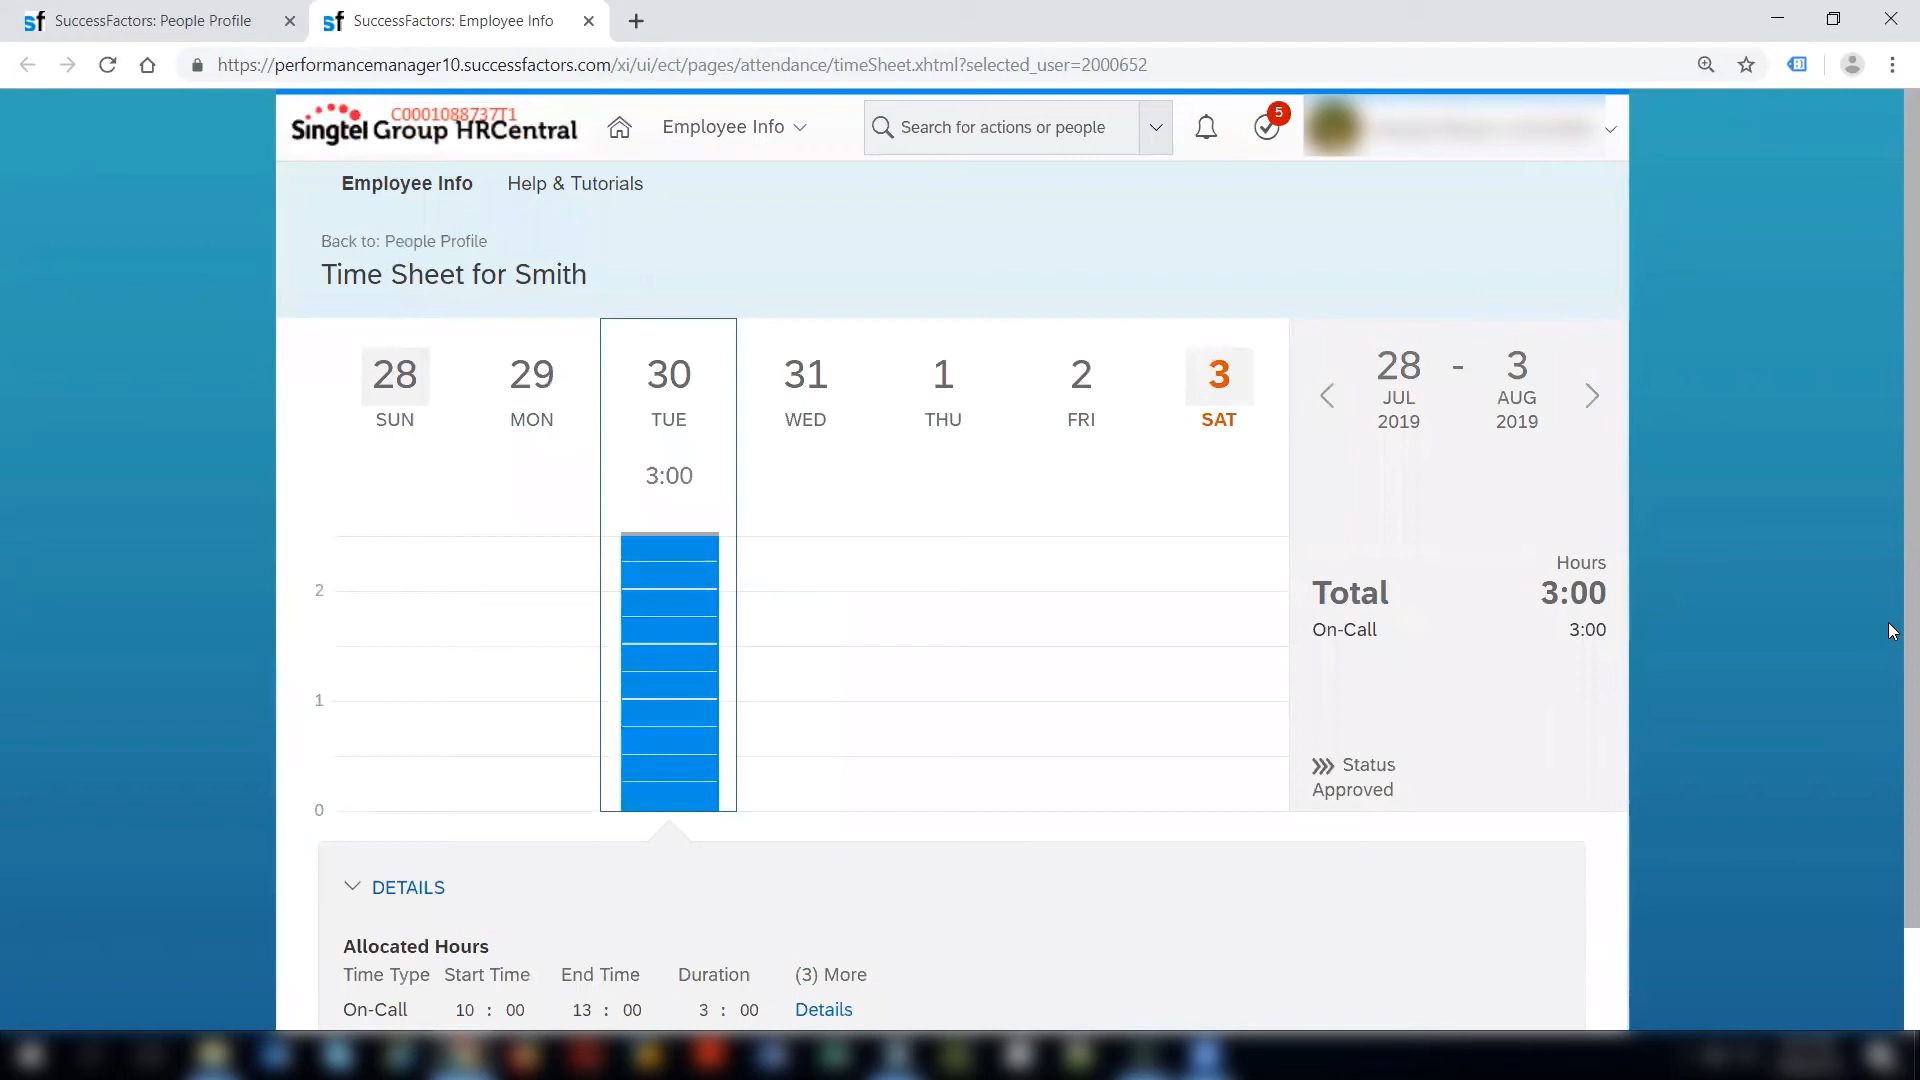 SuccessFactors: People Profile
SuccessFactors: Employee Info
https://performancemanager10.successfactors.com/xi/ui/ect/pages/attendance/timeSheet.xhtml?selected_user=2000652
C0001088737T1
Singtel Group HRCentral
Employee Info
Search for actions or people
5
Employee Info Help & Tutorials
Back to: People Profile
Time Sheet for Smith
28 29 30 31 1 2 3
SUN MON TUE WED THU FRI SAT
3:00
28 - 3
JUL AUG
2019 2019
2
1
0
Hours
Total 3:00
On-Call 3:00
Status
Approved
DETAILS
Allocated Hours
Time Type Start Time End Time Duration (3) More
On-Call 10 : 00 13 : 00 3 : 00 Details